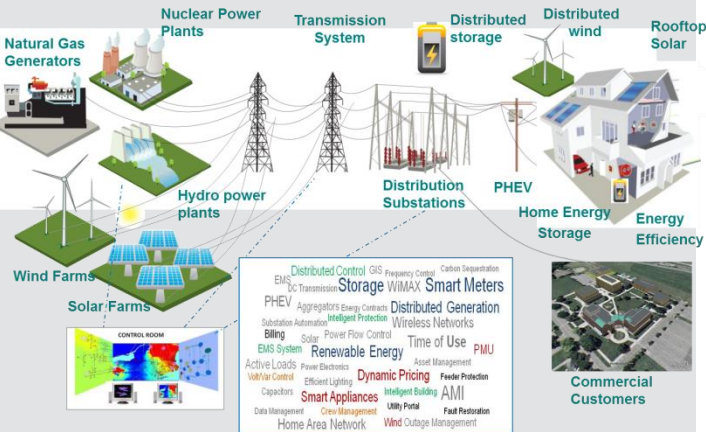 Natural Gas
Generators
Nuclear Power
Plants
Transmission
System
Distributed
storage
Distributed
wind
Rooftop
Solar
Hydro power
plants
Distribution
Substations
PHEV
Home Energy
Storage
Energy
Efficiency
Wind Farms
Solar Farms
CONTROL ROOM
Distributed Control GIS Frequency Control Carbon Sequestration
EMS DC Transmission Storage WiMAX Smart Meters
PHEV Aggregators Energy Contracts Distributed Generation
Substation Automation Intelligent Protection Wireless Networks
Billing Solar Power Flow Control Time of Use
EMS System Renewable Energy PMU
Active Loads Power Electronics Asset Management
Volt/Var Control Efficient Lighting Dynamic Pricing Feeder Protection
Capacitors Smart Appliances Intelligent Building AMI
Data Management Crew Management Utility Portal Fault Restoration
Home Area Network Wind Outage Management
Commercial
Customers